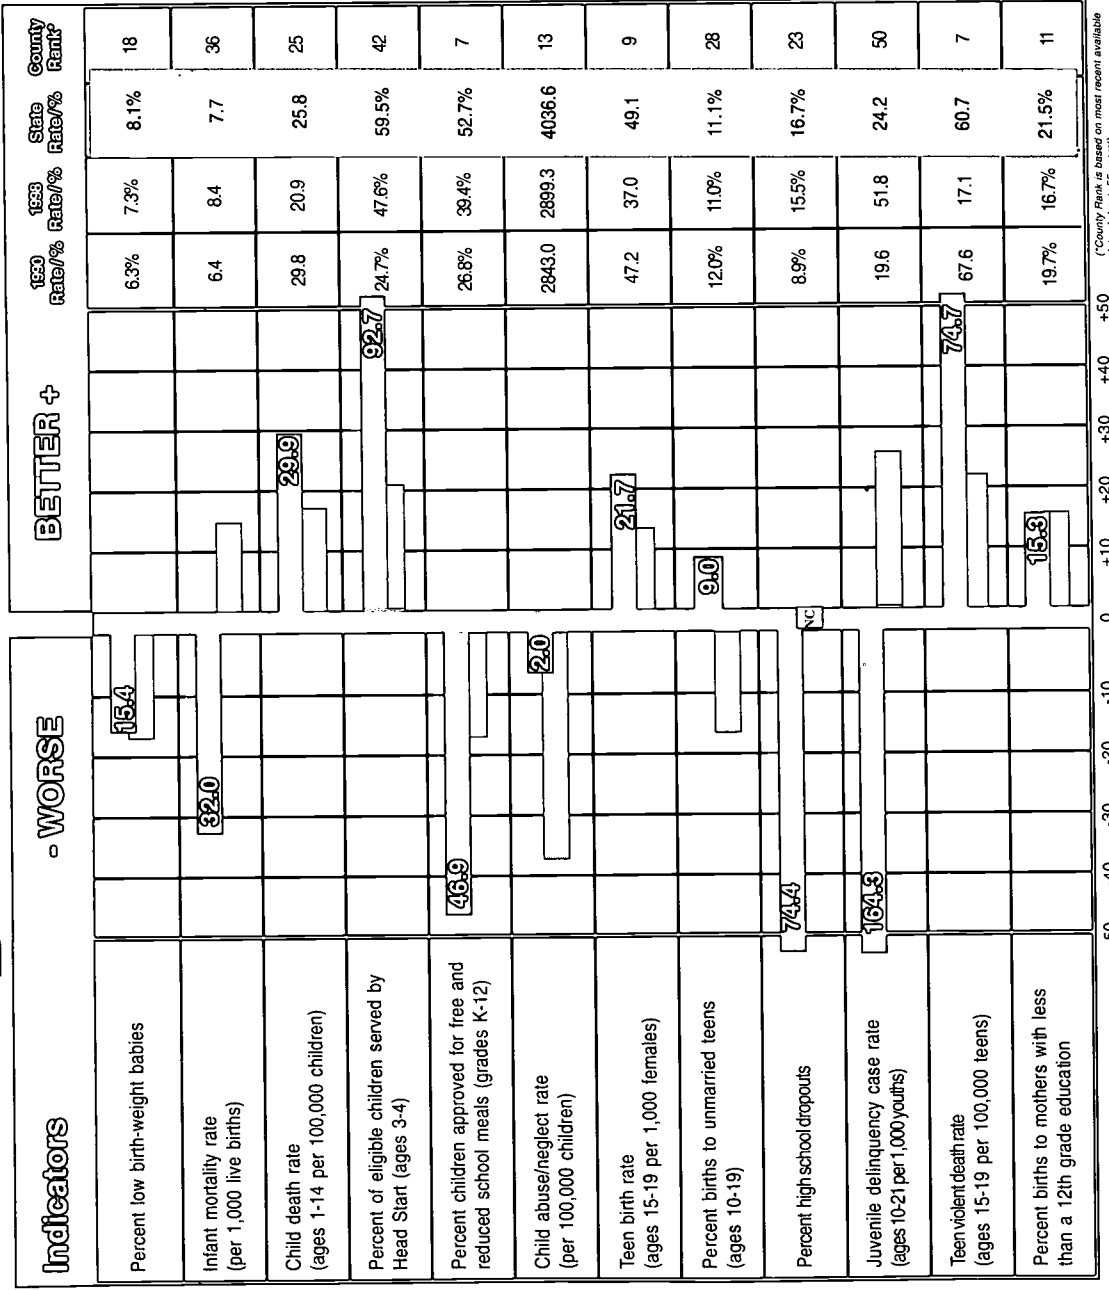 Indicators
- WORSE
BETTER +
1990 Rate/%
1998 Rate/%
State Rate/%
County Rank*
Percent low birth-weight babies
15.4
6.3%
7.3%
8.1%
18
Infant mortality rate
(per 1,000 live births)
32.0
6.4
8.4
7.7
36
Child death rate
(ages 1-14 per 100,000 children)
29.9
29.8
20.9
25.8
25
Percent of eligible children served by
Head Start (ages 3-4)
92.7
24.7%
47.6%
59.5%
42
Percent children approved for free and
reduced school meals (grades K-12)
46.9
26.8%
39.4%
52.7%
7
Child abuse/neglect rate
(per 100,000 children)
2.0
2843.0
2899.3
4036.6
13
Teen birth rate
(ages 15-19 per 1,000 females)
21.7
47.2
37.0
49.1
9
Percent births to unmarried teens
(ages 10-19)
9.0
12.0%
11.0%
11.1%
28
Percent high school dropouts
74.4
NC
8.9%
15.5%
16.7%
23
Juvenile delinquency case rate
(ages 10-21 per 1,000 youths)
164.3
19.6
51.8
24.2
50
Teen violent death rate
(ages 15-19 per 100,000 teens)
74.7
67.6
17.1
60.7
7
Percent births to mothers with less
than a 12th grade education
15.3
19.7%
16.7%
21.5%
11
0 +10 +20 +30 +40 +50
(*County Rank is based on most recent available